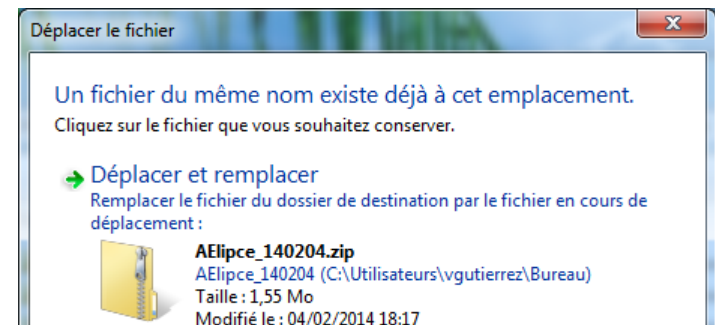 Déplacer le fichier
Un fichier du même nom existe déjà à cet emplacement.
Cliquez sur le fichier que vous souhaitez conserver.
Déplacer et remplacer
Remplacer le fichier du dossier de destination par le fichier en cours de
déplacement :
AElipce_140204.zip
AElipce_140204 (C:\Utilisateurs\vgutierrez\Bureau)
Taille : 1,55 Mo
Modifié le : 04/02/2014 18:17